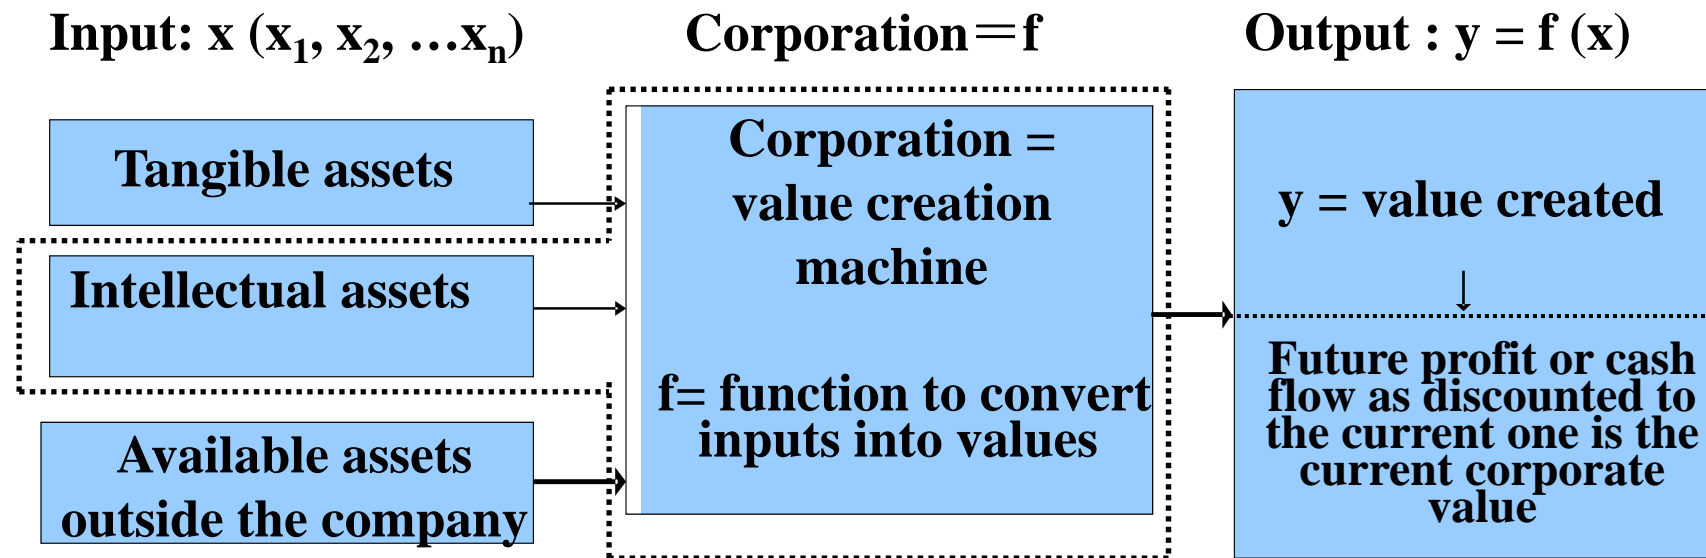 Input: x (x₁, x₂, …xₙ)
Corporation＝f
Output : y = f (x)
Tangible assets
Intellectual assets
Available assets
outside the company
Corporation =
value creation
machine
f= function to convert
inputs into values
y = value created
↓
Future profit or cash
flow as discounted to
the current one is the
current corporate
value